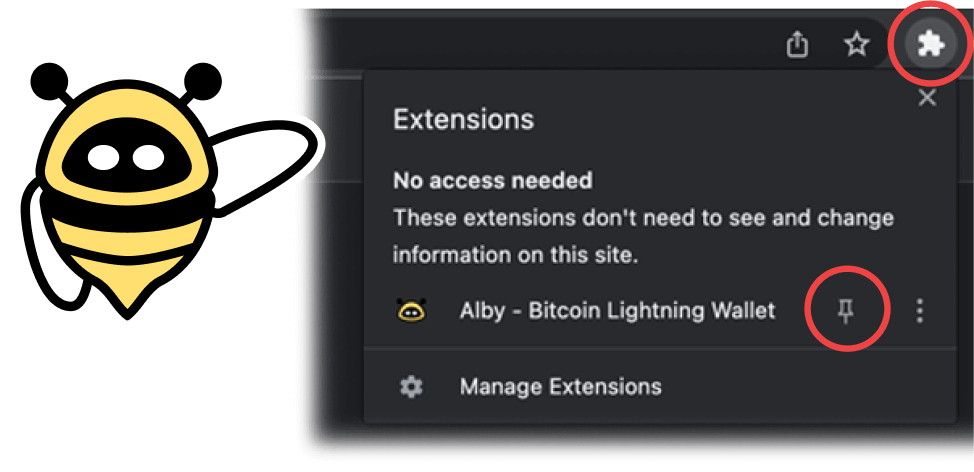 Extensions
No access needed
These extensions don't need to see and change
information on this site.
Alby - Bitcoin Lightning Wallet
Manage Extensions